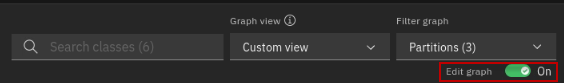 Graph view
Filter graph
Search classes (6)
Custom view
Partitions (3)
Edit graph
On